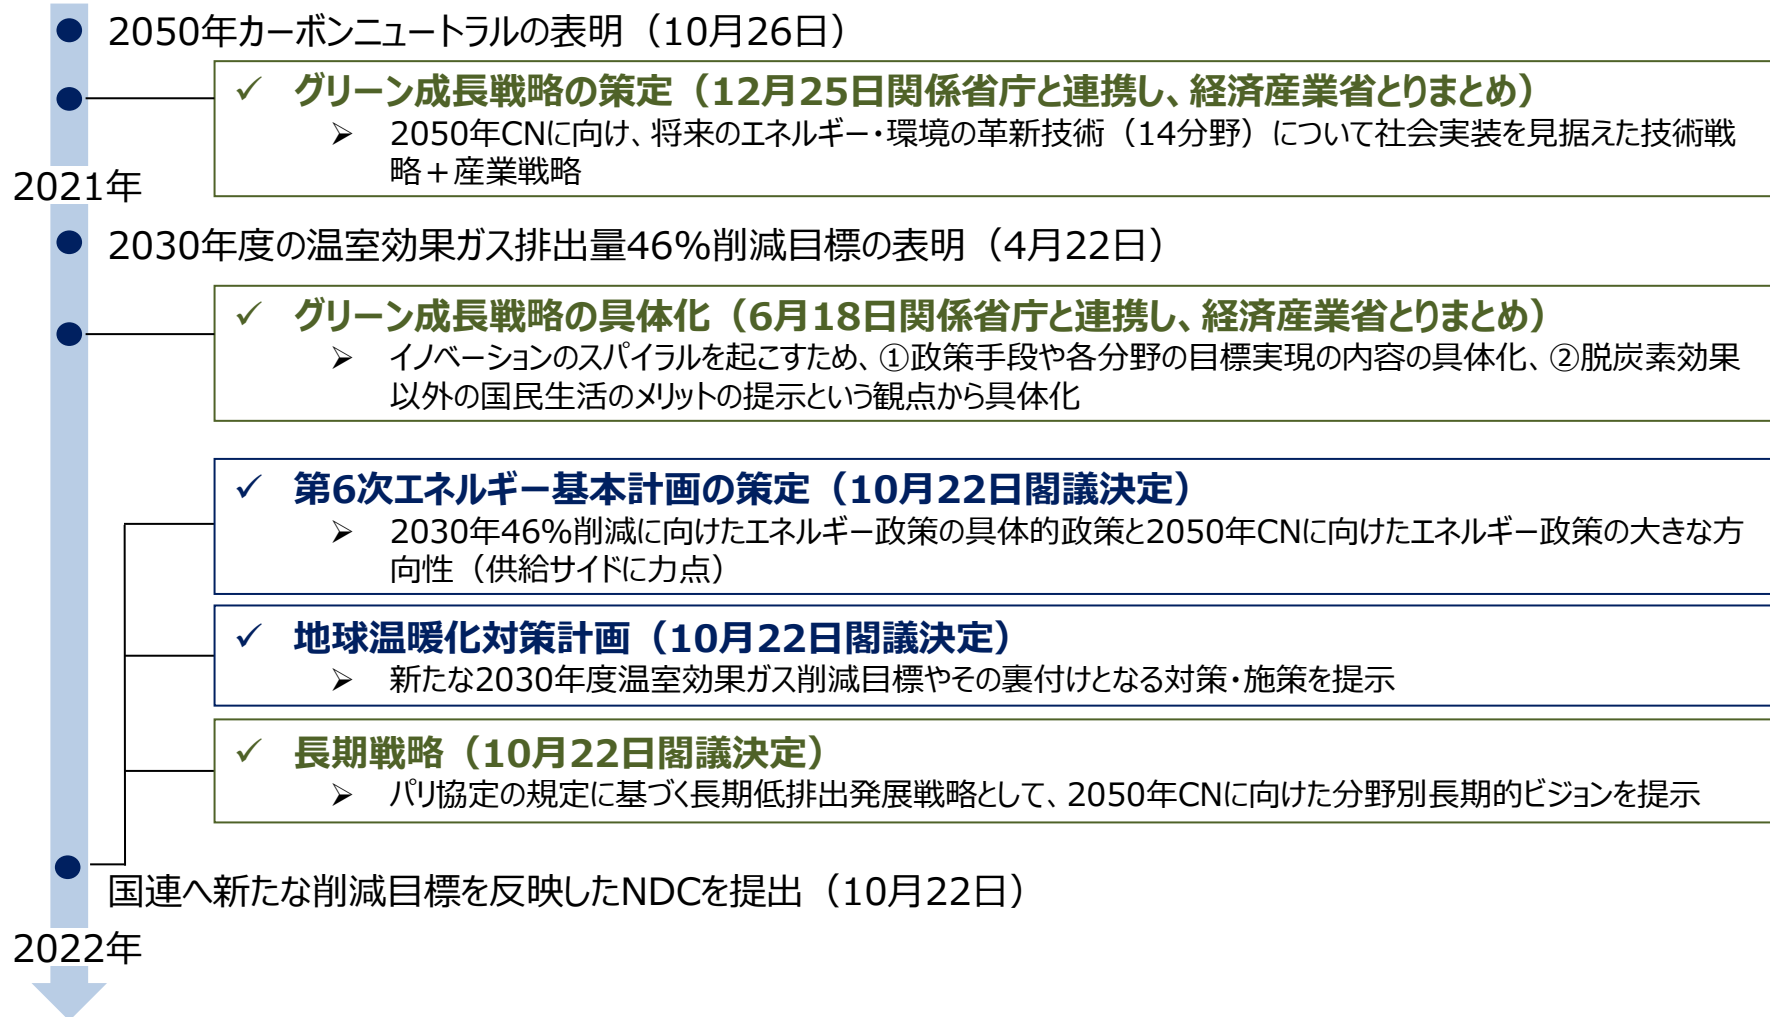 2050年カーボンニュートラルの表明（10月26日）
✓ グリーン成長戦略の策定（12月25日関係省庁と連携し、経済産業省とりまとめ）
➢ 2050年CNに向け、将来のエネルギー・環境の革新技術（14分野）について社会実装を見据えた技術戦
略＋産業戦略
2021年
2030年度の温室効果ガス排出量46%削減目標の表明（4月22日）
✓ グリーン成長戦略の具体化（6月18日関係省庁と連携し、経済産業省とりまとめ）
➢ イノベーションのスパイラルを起こすため、①政策手段や各分野の目標実現の内容の具体化、②脱炭素効果
以外の国民生活のメリットの提示という観点から具体化
✓ 第6次エネルギー基本計画の策定（10月22日閣議決定）
➢ 2030年46%削減に向けたエネルギー政策の具体的政策と2050年CNに向けたエネルギー政策の大きな方
向性（供給サイドに力点）
✓ 地球温暖化対策計画（10月22日閣議決定）
➢ 新たな2030年度温室効果ガス削減目標やその裏付けとなる対策・施策を提示
✓ 長期戦略（10月22日閣議決定）
➢ パリ協定の規定に基づく長期低排出発展戦略として、2050年CNに向けた分野別長期的ビジョンを提示
国連へ新たな削減目標を反映したNDCを提出（10月22日）
2022年